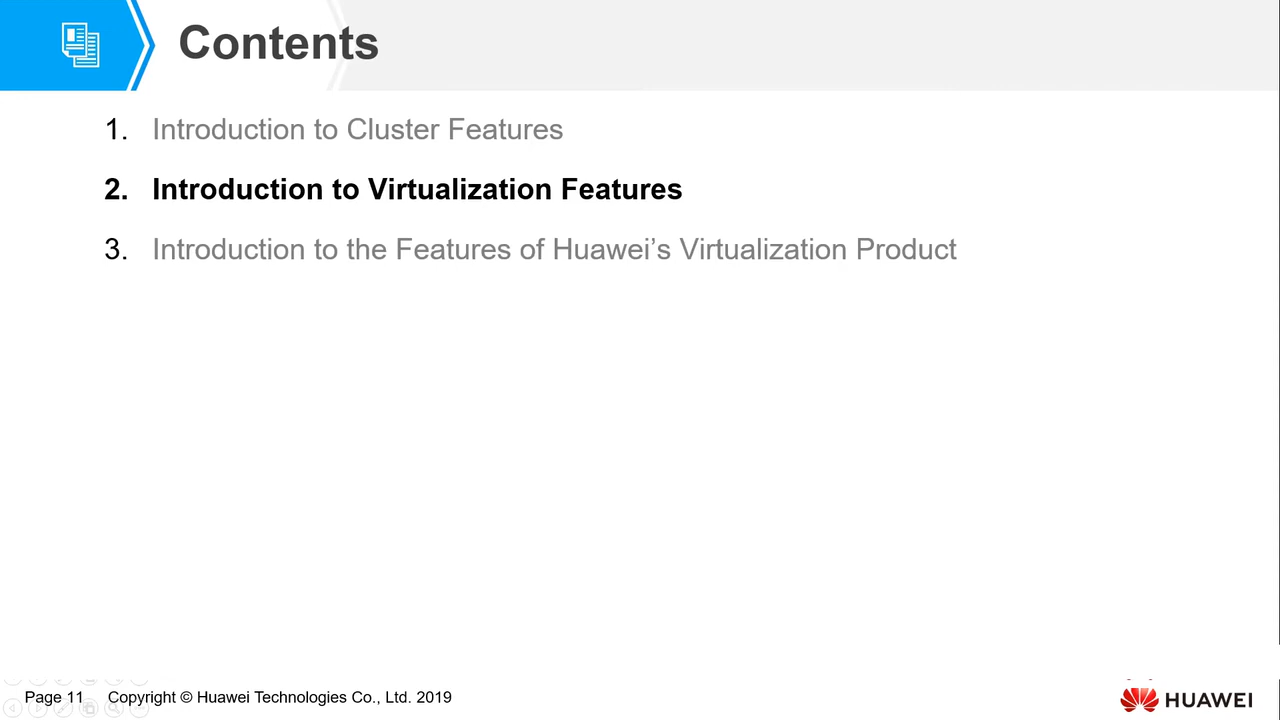 Contents
1. Introduction to Cluster Features
2. Introduction to Virtualization Features
3. Introduction to the Features of Huawei’s Virtualization Product
Page 11 Copyright © Huawei Technologies Co., Ltd. 2019
HUAWEI